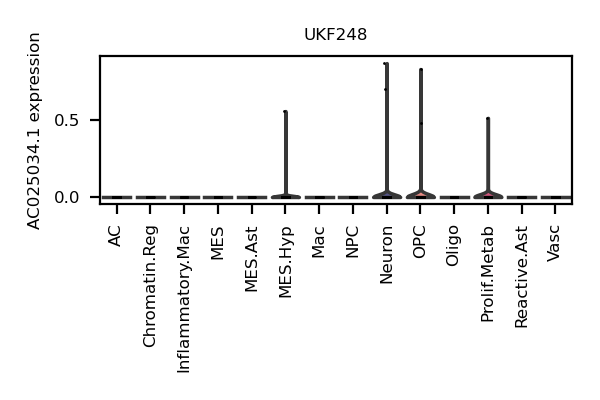 UKF248
AC025034.1 expression
0.5
0.0
AC
Chromatin.Reg
Inflammatory.Mac
MES
MES.Ast
MES.Hyp
Mac
NPC
Neuron
OPC
Oligo
Prolif.Metab
Reactive.Ast
Vasc